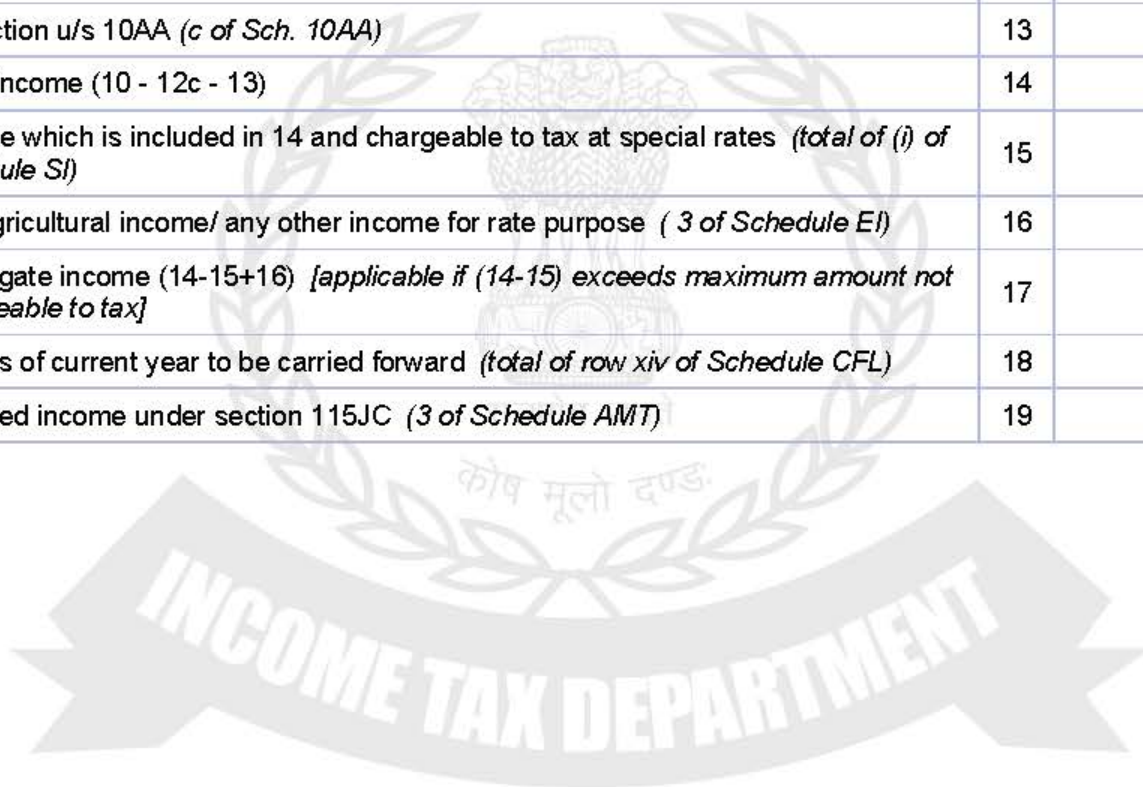 ction u/s 10AA (c of Sch. 10AA) 13
ncome (10 - 12c - 13) 14
e which is included in 14 and chargeable to tax at special rates (total of (i) of
ule SI) 15
gricultural income/ any other income for rate purpose ( 3 of Schedule EI) 16
gate income (14-15+16) [applicable if (14-15) exceeds maximum amount not
eable to tax] 17
s of current year to be carried forward (total of row xiv of Schedule CFL) 18
ed income under section 115JC (3 of Schedule AMT) 19
कोष मूलो दण्डः
INCOME TAX DEPARTMENT